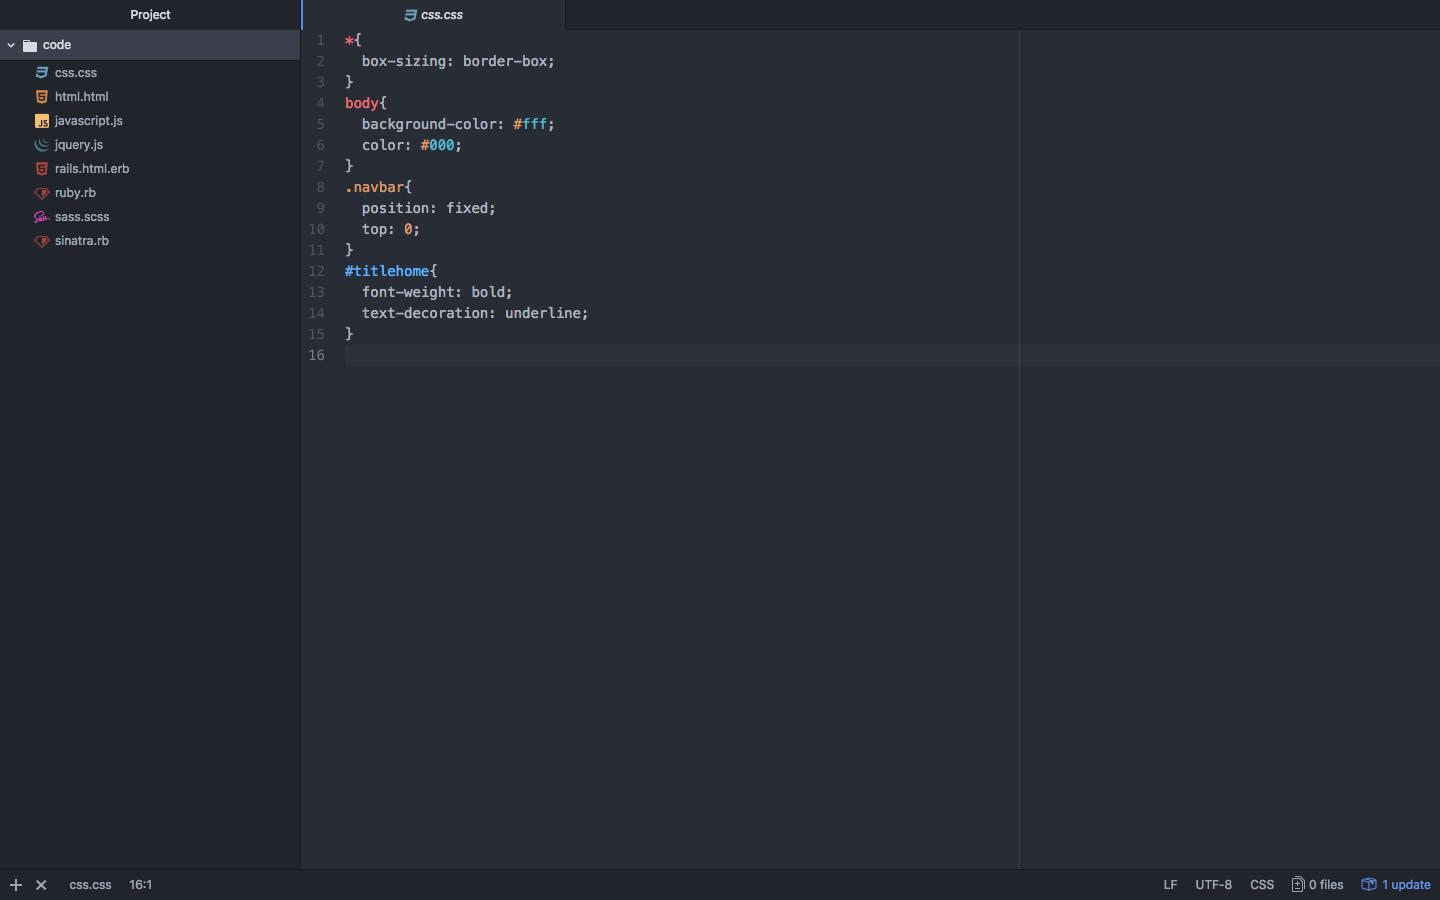 Project
css.css
code
css.css
html.html
javascript.js
jquery.js
rails.html.erb
ruby.rb
sass.scss
sinatra.rb
1 *{
2   box-sizing: border-box;
3 }
4 body{
5   background-color: #fff;
6   color: #000;
7 }
8 .navbar{
9   position: fixed;
10   top: 0;
11 }
12 #titlehome{
13   font-weight: bold;
14   text-decoration: underline;
15 }
16
css.css 16:1 LF UTF-8 CSS 0 files 1 update